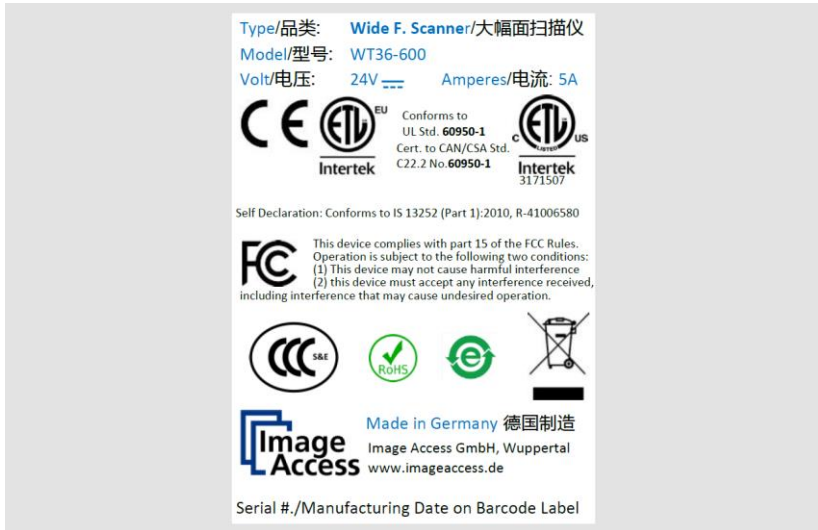 Type/品类: Wide F. Scanner/大幅面扫描仪
Model/型号: WT36-600
Volt/电压: 24V Amperes/电流: 5A
CE ETL EU Conforms to
UL Std. 60950-1
Cert. to CAN/CSA Std.
C22.2 No.60950-1
Intertek
C ETL LISTED US
Intertek
3171507
Self Declaration: Conforms to IS 13252 (Part 1):2010, R-41006580
FC This device complies with part 15 of the FCC Rules.
Operation is subject to the following two conditions:
(1) This device may not cause harmful interference
(2) this device must accept any interference received,
including interference that may cause undesired operation.
CCC S&E
RoHS
e
Image Access
Made in Germany 德国制造
Image Access GmbH, Wuppertal
www.imageaccess.de
Serial #./Manufacturing Date on Barcode Label